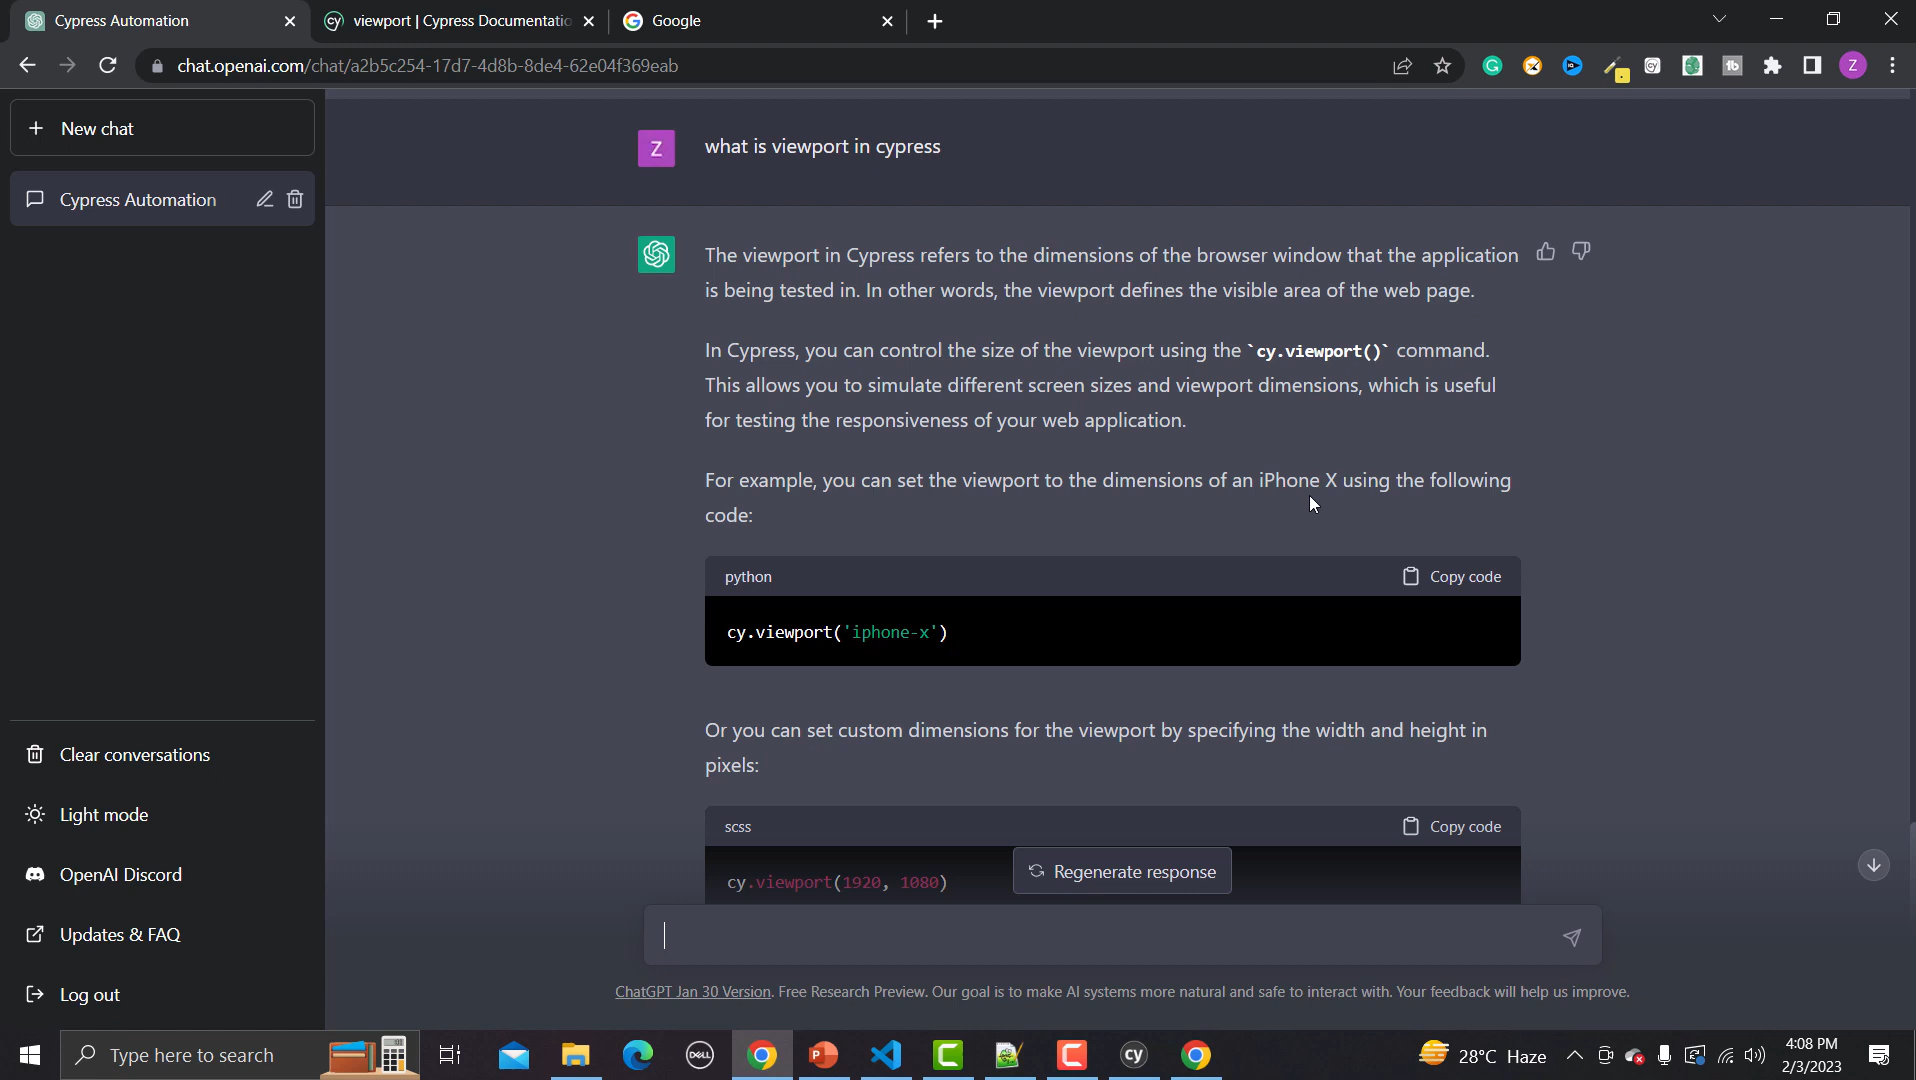 Cypress Automation
viewport | Cypress Documentatio
Google
chat.openai.com/chat/a2b5c254-17d7-4d8b-8de4-62e04f369eab
Z
New chat
Cypress Automation
Z
what is viewport in cypress
The viewport in Cypress refers to the dimensions of the browser window that the application
is being tested in. In other words, the viewport defines the visible area of the web page.
In Cypress, you can control the size of the viewport using the `cy.viewport()` command.
This allows you to simulate different screen sizes and viewport dimensions, which is useful
for testing the responsiveness of your web application.
For example, you can set the viewport to the dimensions of an iPhone X using the following
code:
python
Copy code
cy.viewport('iphone-x')
Or you can set custom dimensions for the viewport by specifying the width and height in
pixels:
scss
Copy code
cy.viewport(1920, 1080)
Regenerate response
Clear conversations
Light mode
OpenAI Discord
Updates & FAQ
Log out
ChatGPT Jan 30 Version. Free Research Preview. Our goal is to make AI systems more natural and safe to interact with. Your feedback will help us improve.
Type here to search
DELL
cy
28°C Haze
4:08 PM
2/3/2023